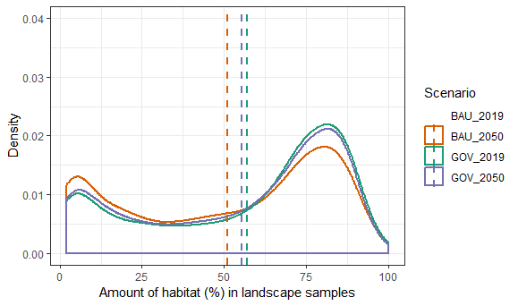 0.04
0.03
0.02
0.01
0.00
Density
0 25 50 75 100
Amount of habitat (%) in landscape samples
Scenario
BAU_2019
BAU_2050
GOV_2019
GOV_2050